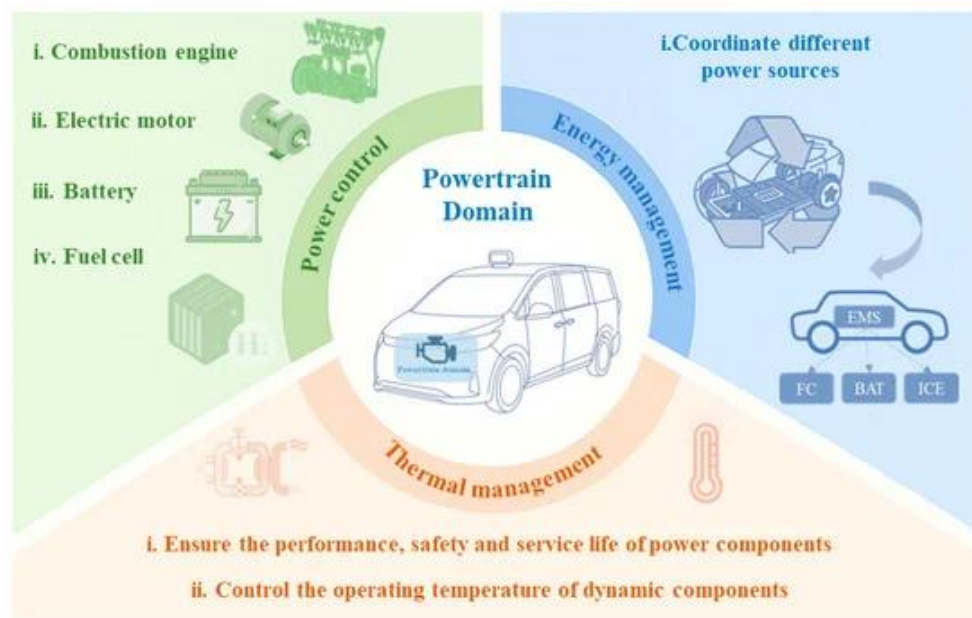 i. Combustion engine
ii. Electric motor
iii. Battery
iv. Fuel cell
H₂
Power control
Powertrain
Domain
Powertrain domain
Energy management
i.Coordinate different
power sources
EMS
FC BAT ICE
Thermal management
i. Ensure the performance, safety and service life of power components
ii. Control the operating temperature of dynamic components